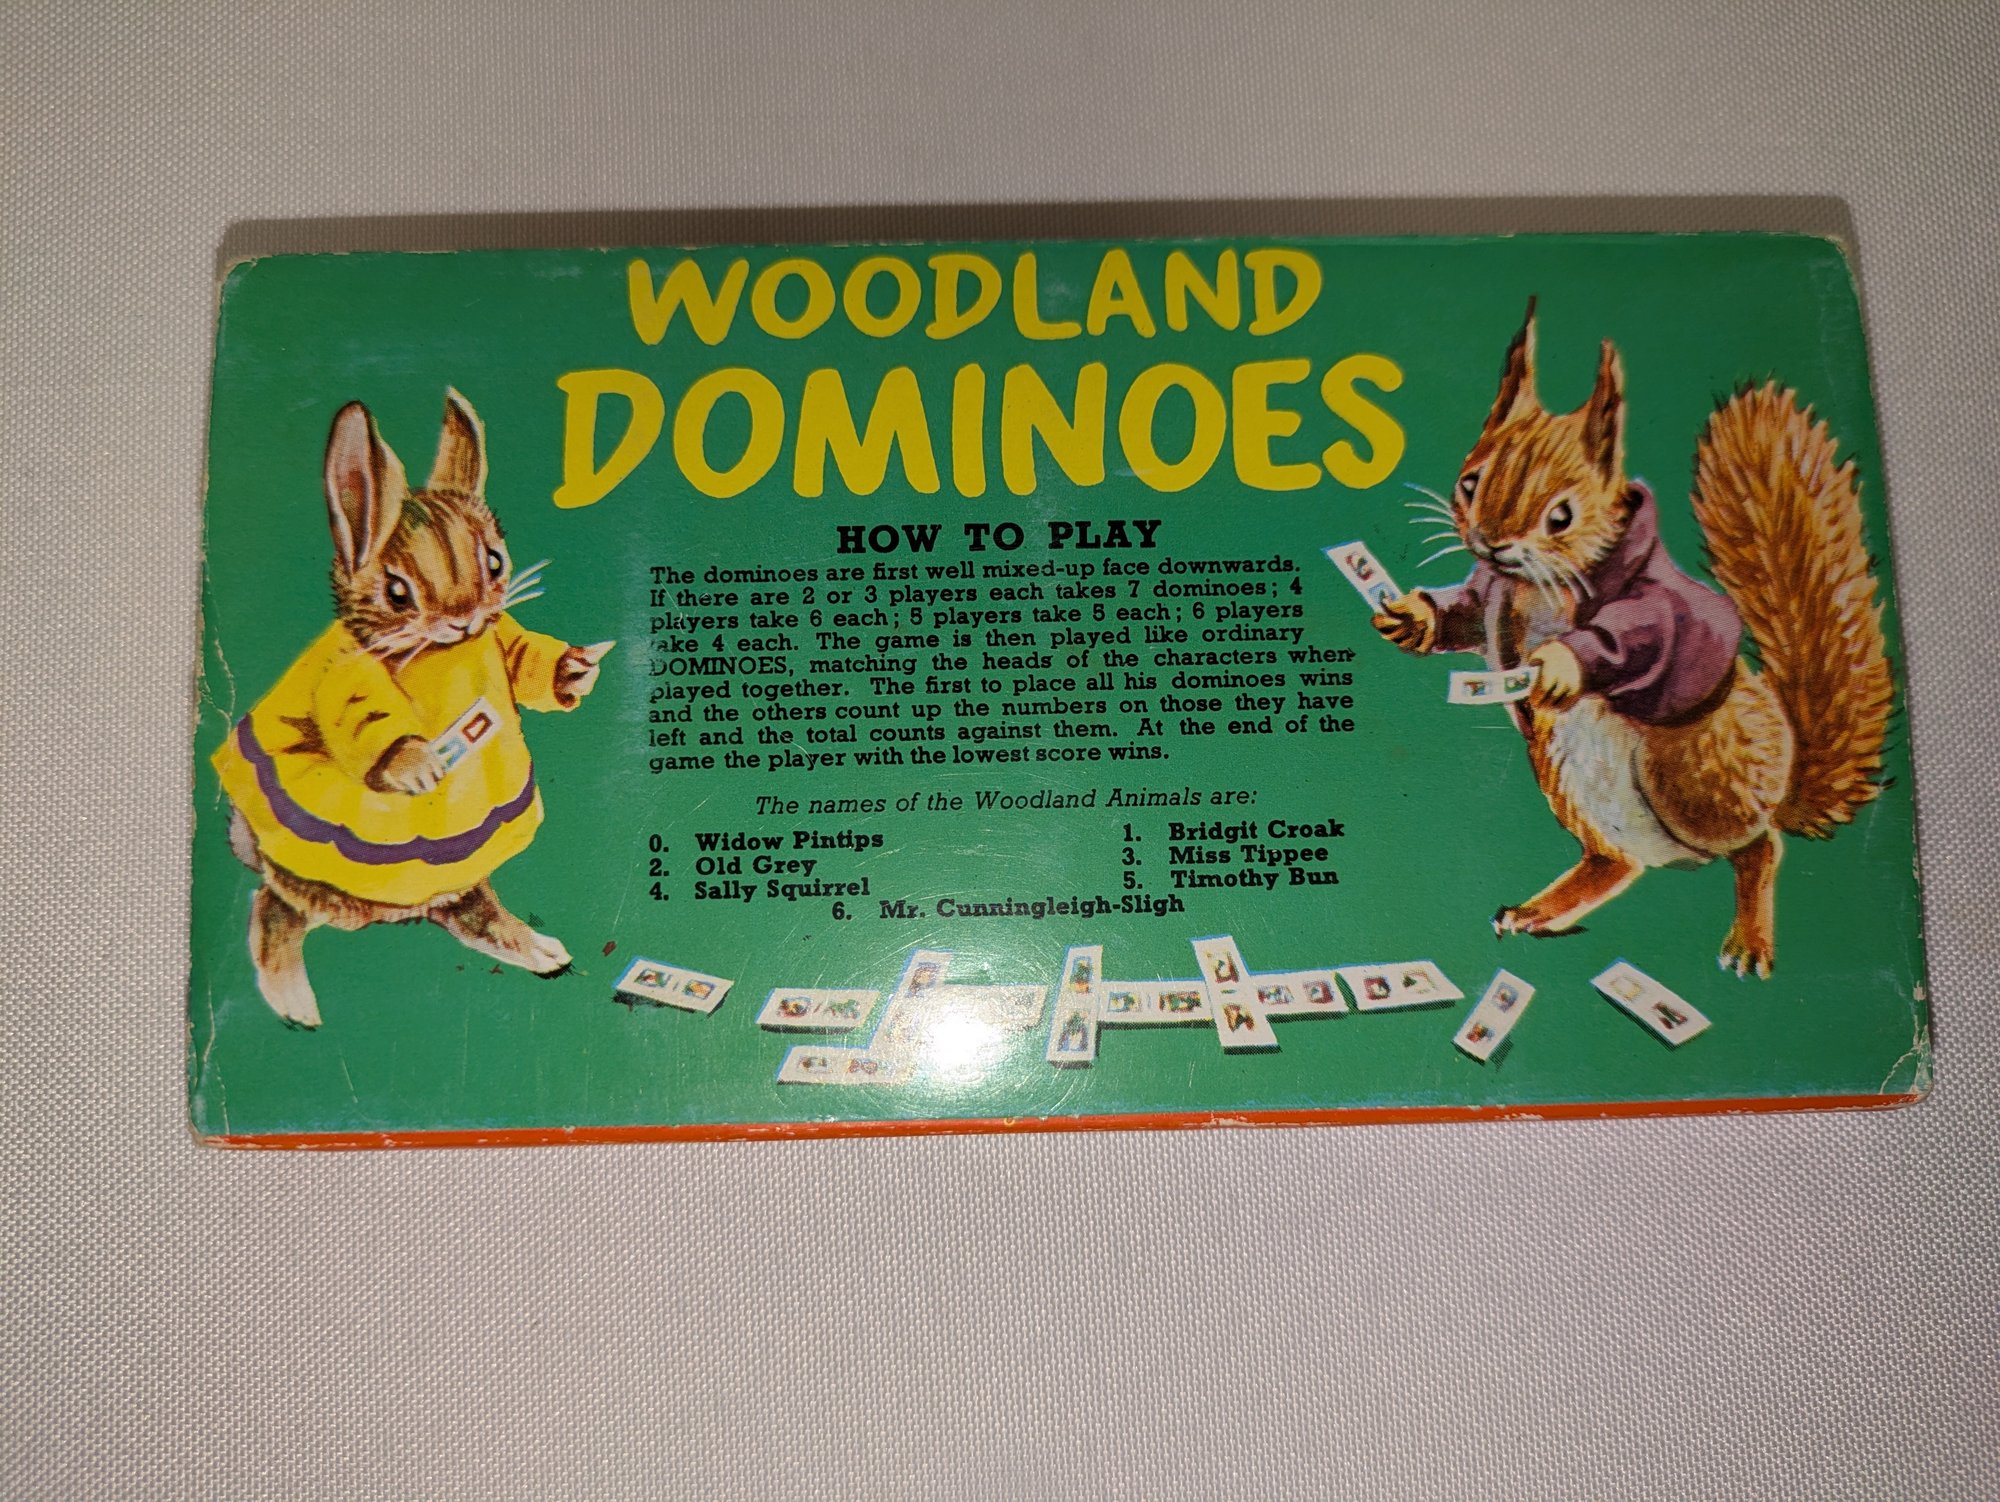 WOODLAND
DOMINOES
HOW TO PLAY
The dominoes are first well mixed-up face downwards.
If there are 2 or 3 players each takes 7 dominoes; 4
players take 6 each; 5 players take 5 each; 6 players
take 4 each. The game is then played like ordinary
DOMINOES, matching the heads of the characters when
played together. The first to place all his dominoes wins
and the others count up the numbers on those they have
left and the total counts against them. At the end of the
game the player with the lowest score wins.
The names of the Woodland Animals are:
0. Widow Pintips 1. Bridgit Croak
2. Old Grey 3. Miss Tippee
4. Sally Squirrel 5. Timothy Bun
6. Mr. Cunningleigh-Sligh